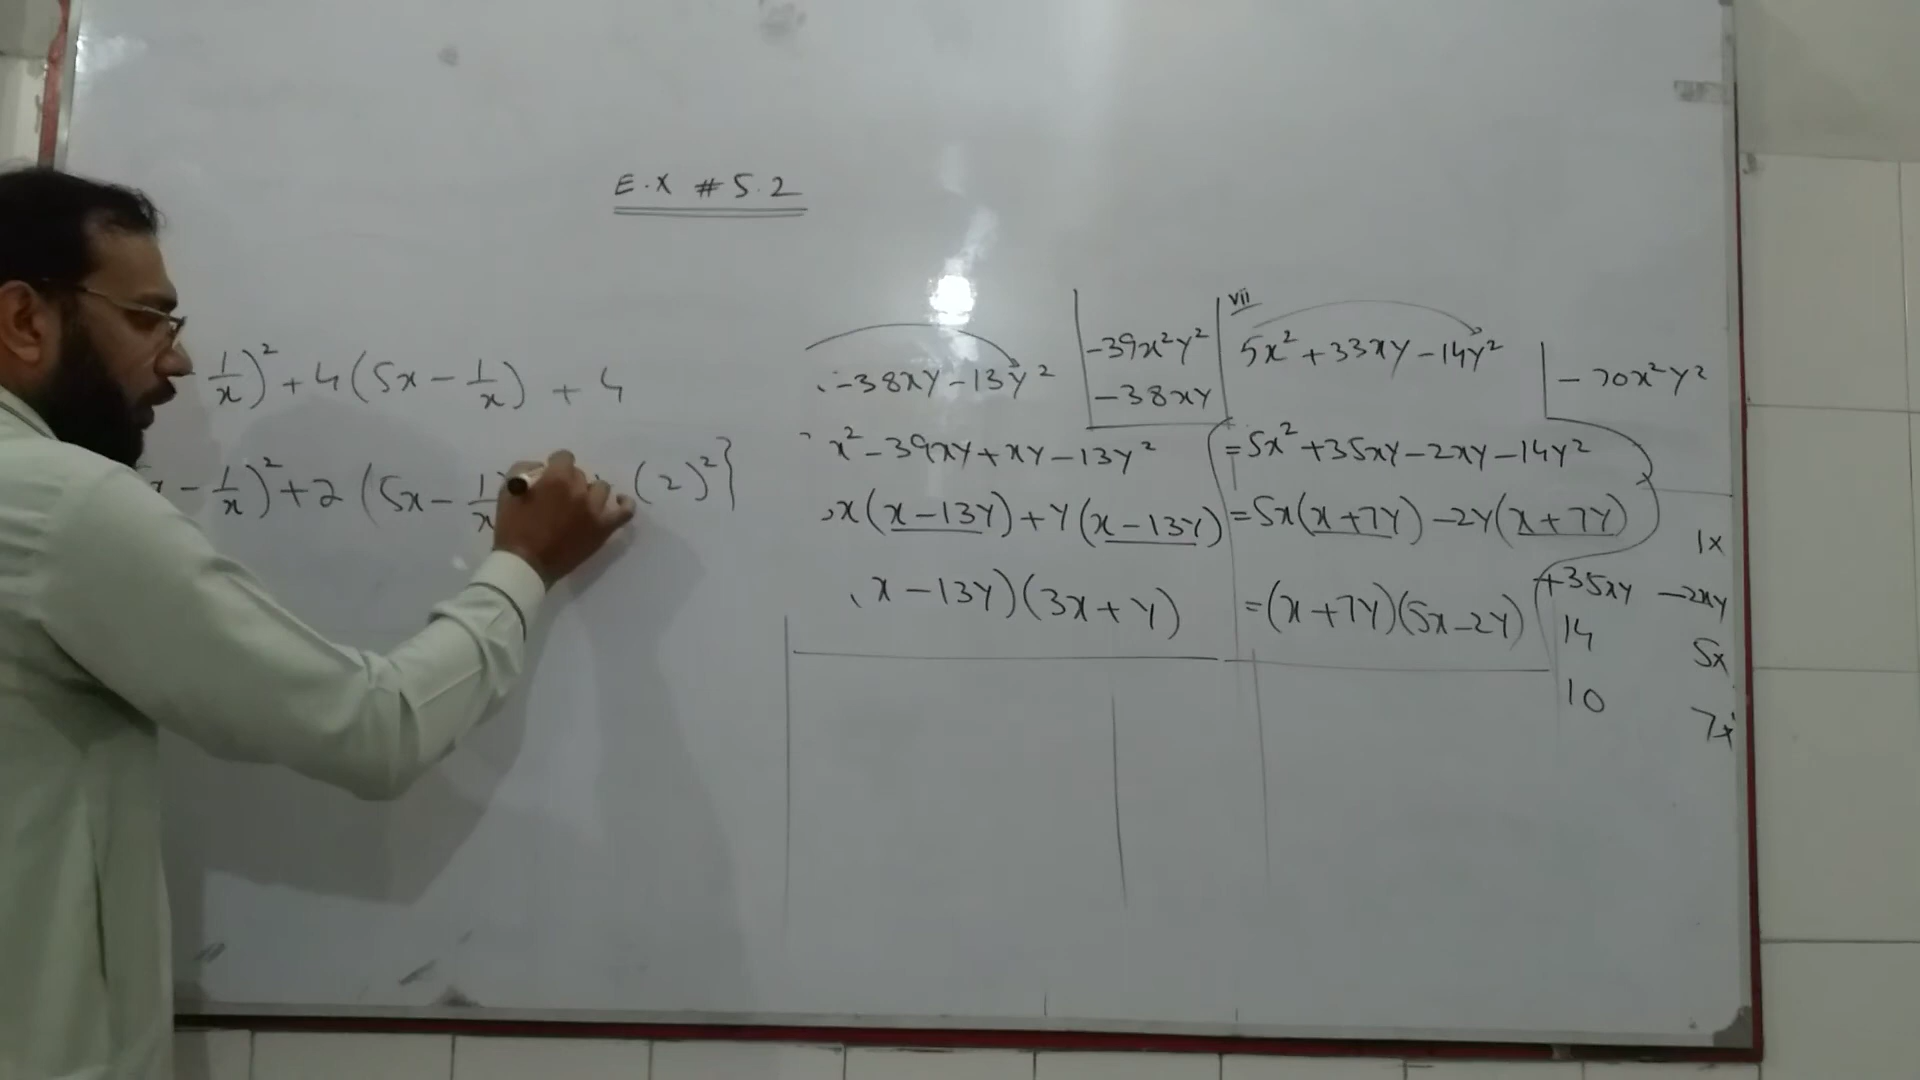 E.X # 5.2
1/x)² + 4(5x - 1/x) + 4
x - 1/x)² + 2(5x - 1/x (2)²}
-38xy - 13y²
x² - 39xy + xy - 13y²
x(x - 13y) + y(x - 13y)
x - 13y)(3x + y)
-39x²y²
-38xy
vii
5x² + 33xy - 14y²
= 5x² + 35xy - 2xy - 14y²
= 5x(x + 7y) - 2y(x + 7y)
= (x + 7y)(5x - 2y)
- 70x²y²
+35xy -2xy
1x
14
5x
10
7x